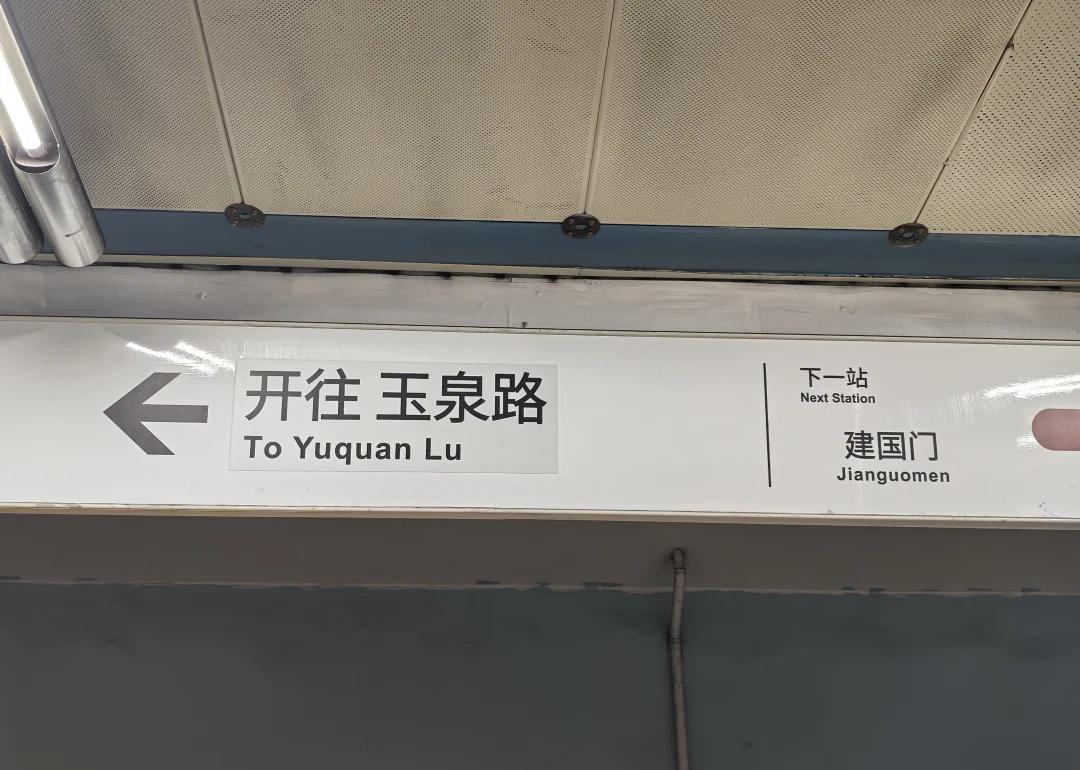 开往 玉泉路
To Yuquan Lu
下一站
Next Station
建国门
Jianguomen